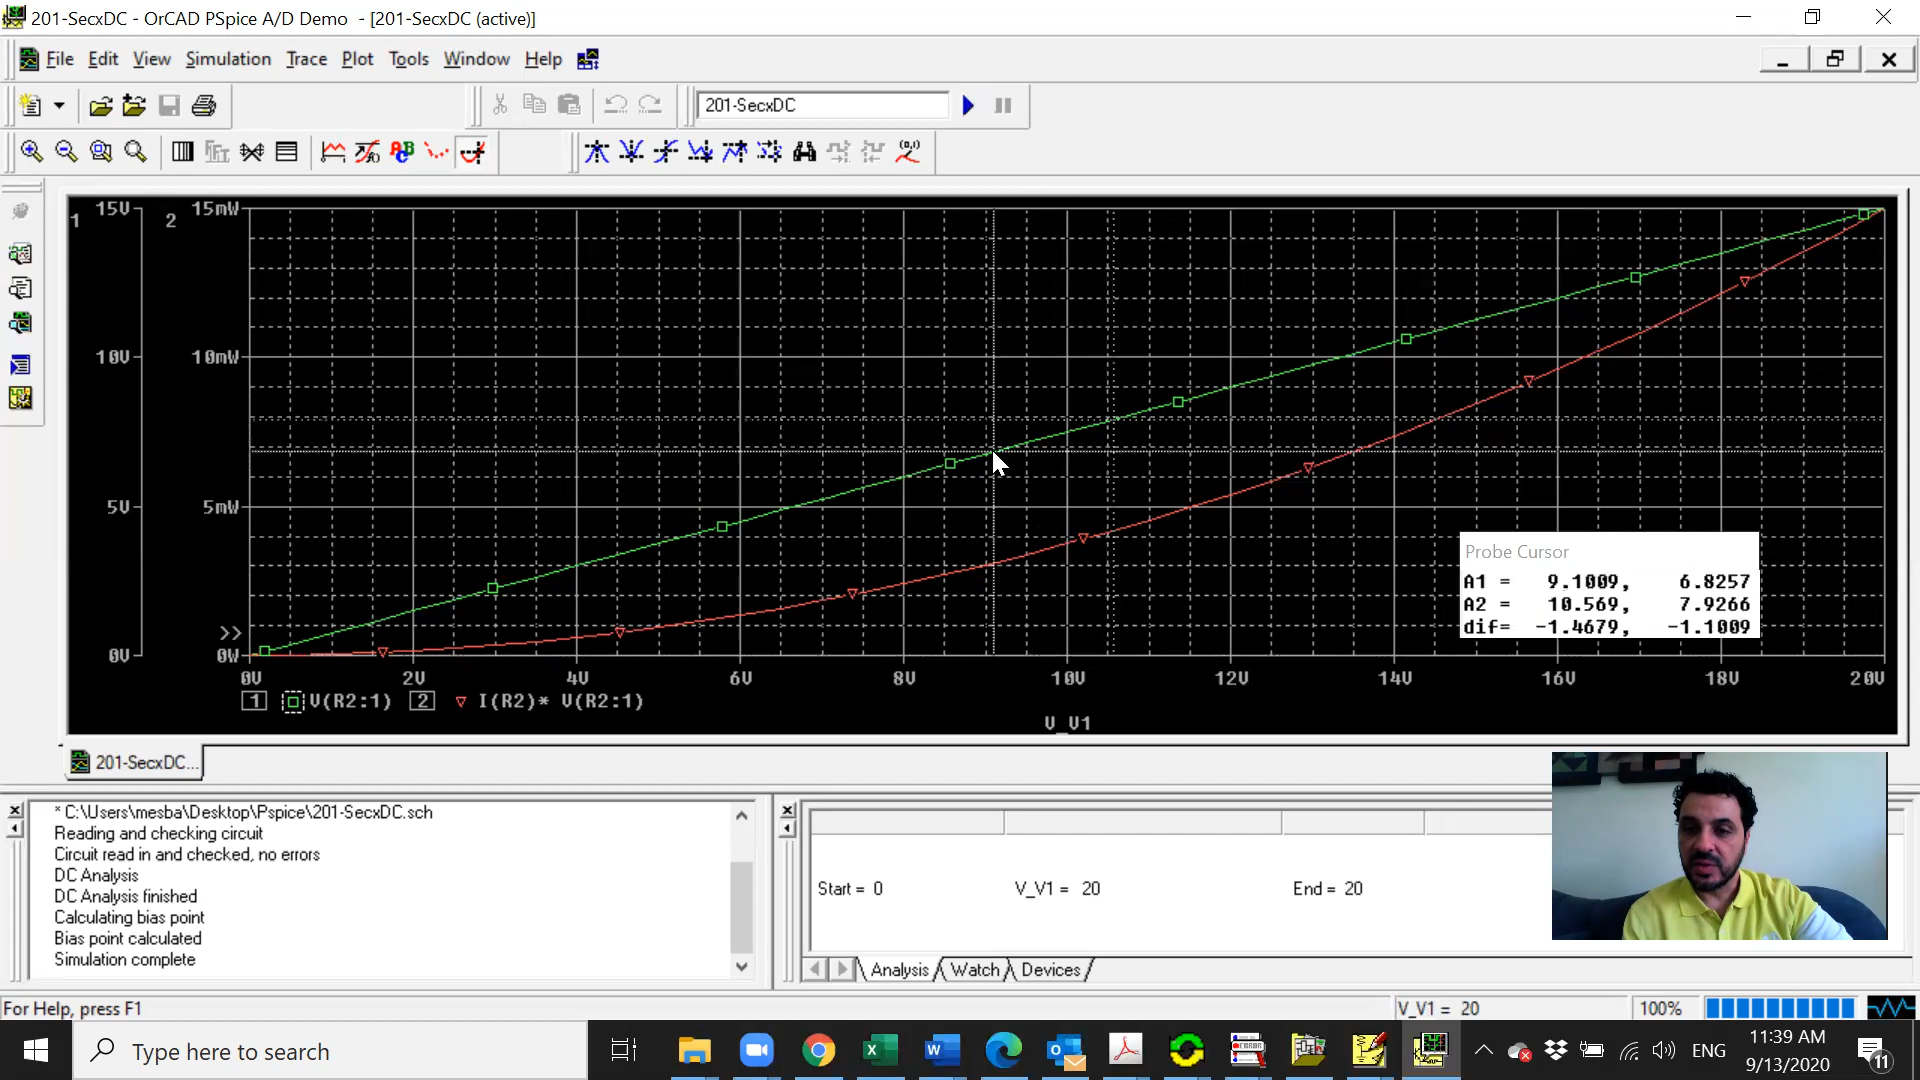 201-SecxDC - OrCAD PSpice A/D Demo - [201-SecxDC (active)]
File Edit View Simulation Trace Plot Tools Window Help
201-SecxDC
1 15V 2 15mW
10V 10mW
5V 5mW
>>
0V 0W
0V 2V 4V 6V 8V 10V 12V 14V 16V 18V 20V
1 V(R2:1) 2 I(R2)* V(R2:1)
V_V1
Probe Cursor
A1 = 9.1009, 6.8257
A2 = 10.569, 7.9266
dif= -1.4679, -1.1009
201-SecxDC...
* C:\Users\mesba\Desktop\Pspice\201-SecxDC.sch
Reading and checking circuit
Circuit read in and checked, no errors
DC Analysis
DC Analysis finished
Calculating bias point
Bias point calculated
Simulation complete
Start = 0 V_V1 = 20 End = 20
Analysis Watch Devices
For Help, press F1
V_V1 = 20 100%
Type here to search
ENG
11:39 AM
9/13/2020
11